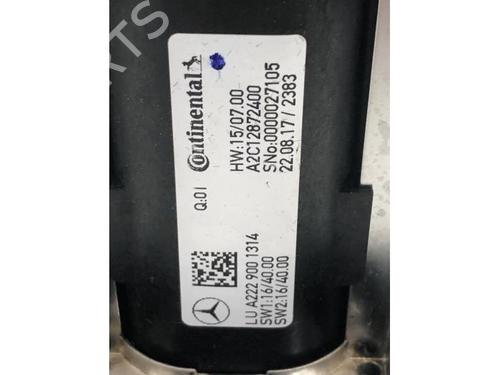 PARTS
Continental
HW:15/07.00
A2C12872400
SNo:0000027105
22.08.17 / 2383
Q:01
LU A222 900 1314
SW1:16/40.00
SW2:16/40.00